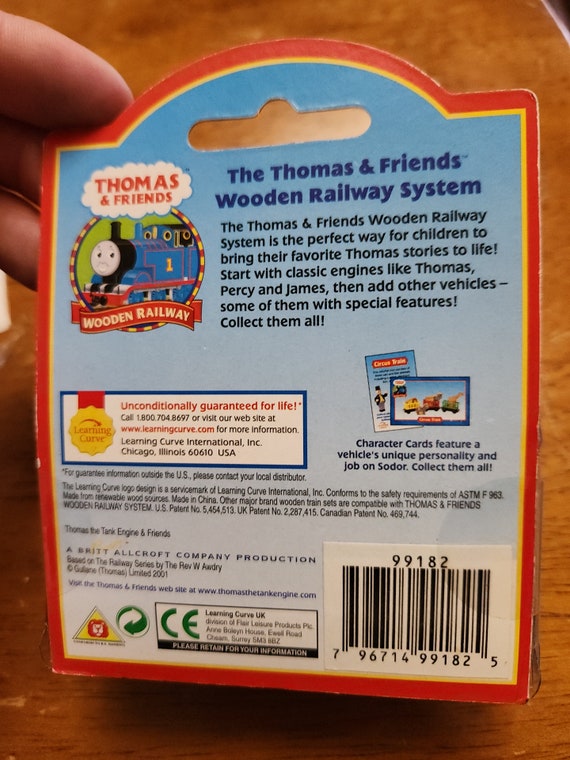 THOMAS
& FRIENDS
1
WOODEN RAILWAY
The Thomas & Friends™
Wooden Railway System
The Thomas & Friends Wooden Railway
System is the perfect way for children to
bring their favorite Thomas stories to life!
Start with classic engines like Thomas,
Percy and James, then add other vehicles –
some of them with special features!
Collect them all!
Circus Train
Circus Train
Character Cards feature a
vehicle's unique personality and
job on Sodor. Collect them all!
Learning
Curve
Unconditionally guaranteed for life!*
Call 1.800.704.8697 or visit our web site at
www.learningcurve.com for more information.
Learning Curve International, Inc.
Chicago, Illinois 60610 USA
*For guarantee information outside the U.S., please contact your local distributor.
The Learning Curve logo design is a servicemark of Learning Curve International, Inc. Conforms to the safety requirements of ASTM F 963.
Made from renewable wood sources. Made in China. Other major brand wooden train sets are compatible with THOMAS & FRIENDS
WOODEN RAILWAY SYSTEM. U.S. Patent No. 5,454,513. UK Patent No. 2,287,415. Canadian Patent No. 469,744.
Thomas the Tank Engine & Friends
A BRITT ALLCROFT COMPANY PRODUCTION
Based on The Railway Series by The Rev W Awdry
© Gullane (Thomas) Limited 2001
Visit the Thomas & Friends web site at www.thomasthetankengine.com
CE
Learning Curve UK
division of Flair Leisure Products Plc.
Anne Boleyn House, Ewell Road
Cheam, Surrey SM3 8BZ
PLEASE RETAIN FOR YOUR INFORMATION
99182
7 96714 99182 5